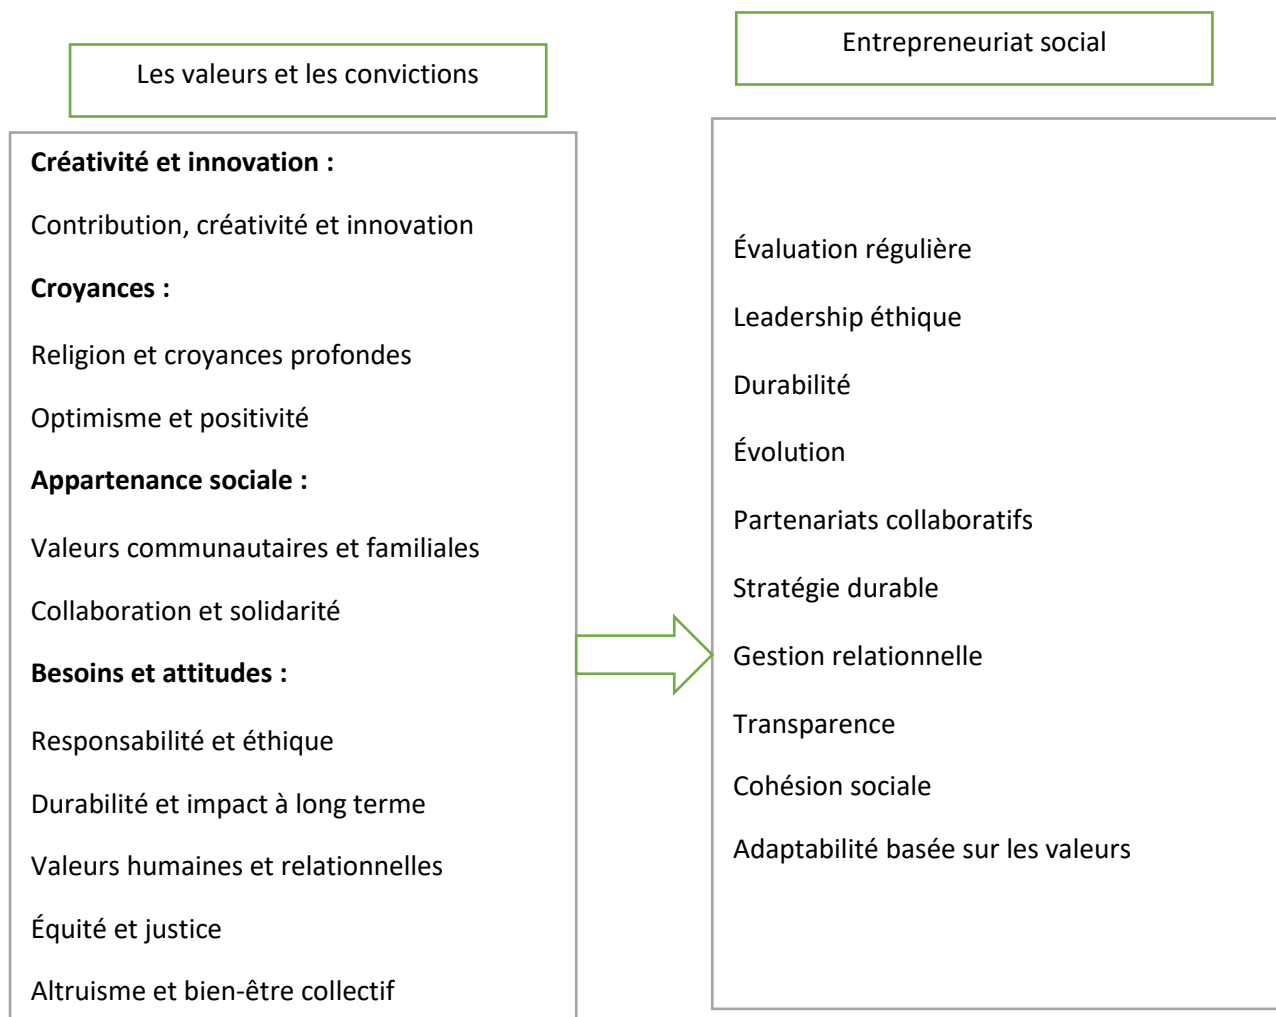 Les valeurs et les convictions
Créativité et innovation :
Contribution, créativité et innovation
Croyances :
Religion et croyances profondes
Optimisme et positivité
Appartenance sociale :
Valeurs communautaires et familiales
Collaboration et solidarité
Besoins et attitudes :
Responsabilité et éthique
Durabilité et impact à long terme
Valeurs humaines et relationnelles
Équité et justice
Altruisme et bien-être collectif
Entrepreneuriat social
Évaluation régulière
Leadership éthique
Durabilité
Évolution
Partenariats collaboratifs
Stratégie durable
Gestion relationnelle
Transparence
Cohésion sociale
Adaptabilité basée sur les valeurs